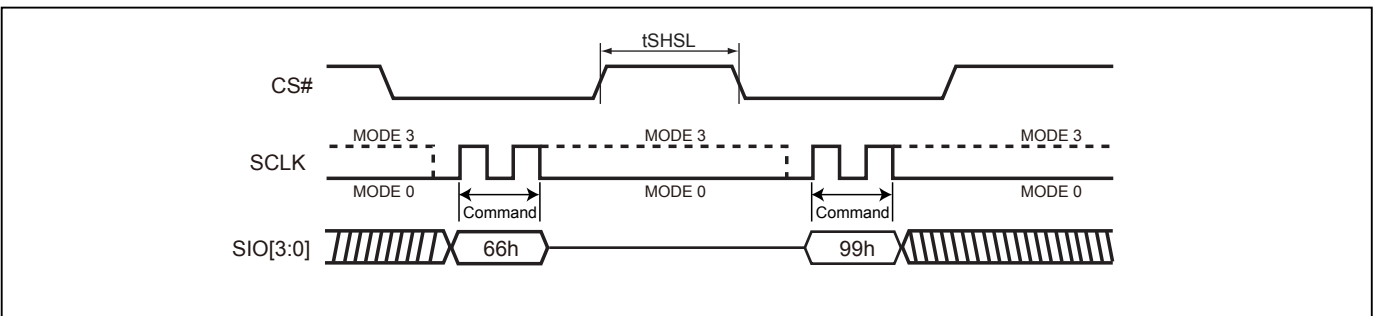 tSHSL
CS#
MODE 3 MODE 3 MODE 3
SCLK
MODE 0 MODE 0 MODE 0
Command Command
SIO[3:0] 66h 99h